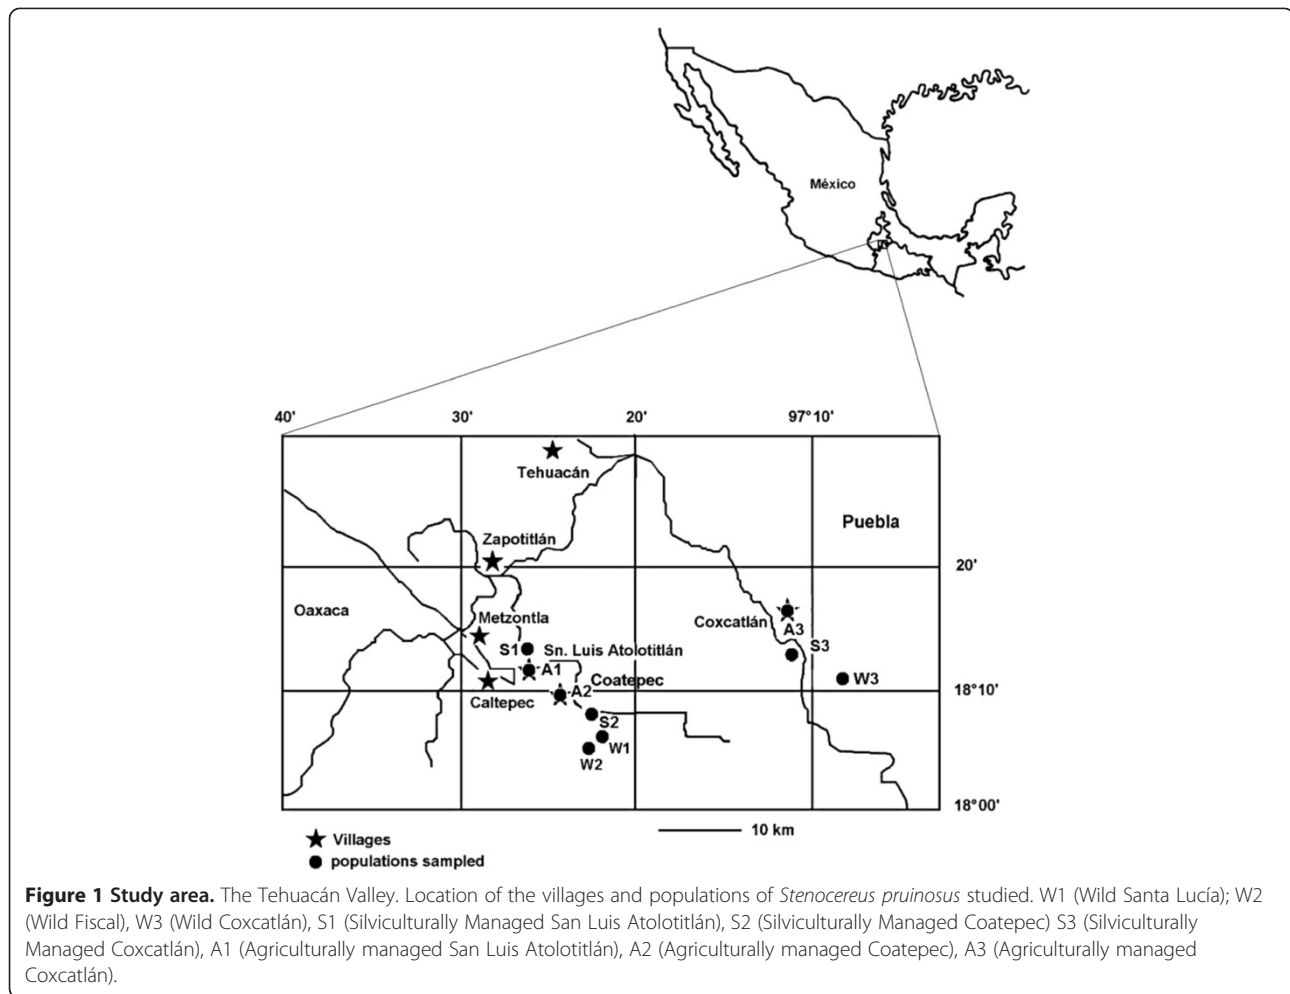 México
40'
30'
20'
97°10'
Tehuacán
Puebla
Zapotitlán
20'
Oaxaca
Metzontla
Coxcatlán
A3
S3
S1
Sn. Luis Atolotitlán
A1
Coatepec
W3
A2
Caltepec
18°10'
S2
W1
W2
18°00'
10 km
Villages
populations sampled
Figure 1 Study area. The Tehuacán Valley. Location of the villages and populations of Stenocereus pruinosus studied. W1 (Wild Santa Lucía); W2
(Wild Fiscal), W3 (Wild Coxcatlán), S1 (Silviculturally Managed San Luis Atolotitlán), S2 (Silviculturally Managed Coatepec) S3 (Silviculturally
Managed Coxcatlán), A1 (Agriculturally managed San Luis Atolotitlán), A2 (Agriculturally managed Coatepec), A3 (Agriculturally managed
Coxcatlán).